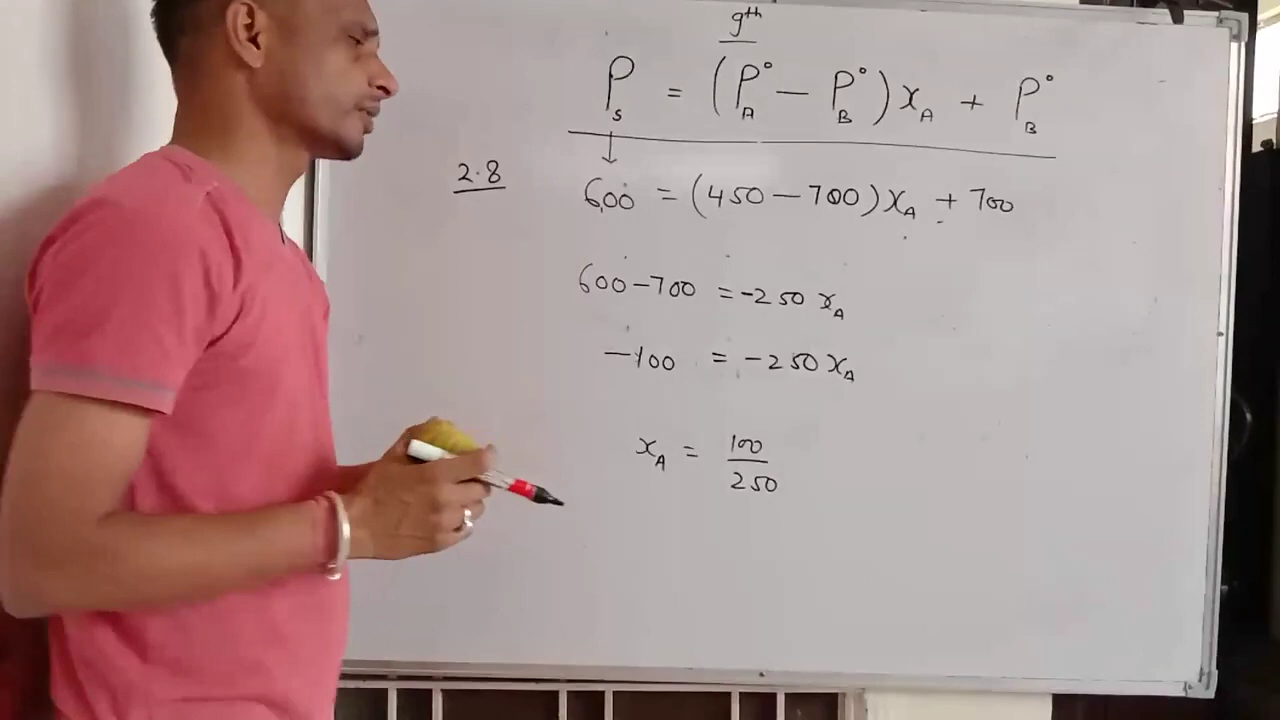 9th
P_S = (P°_A − P°_B)x_A + P°_B
2.8
600 = (450 − 700)x_A + 700
600 − 700 = −250 x_A
−100 = −250 x_A
x_A = 100/250